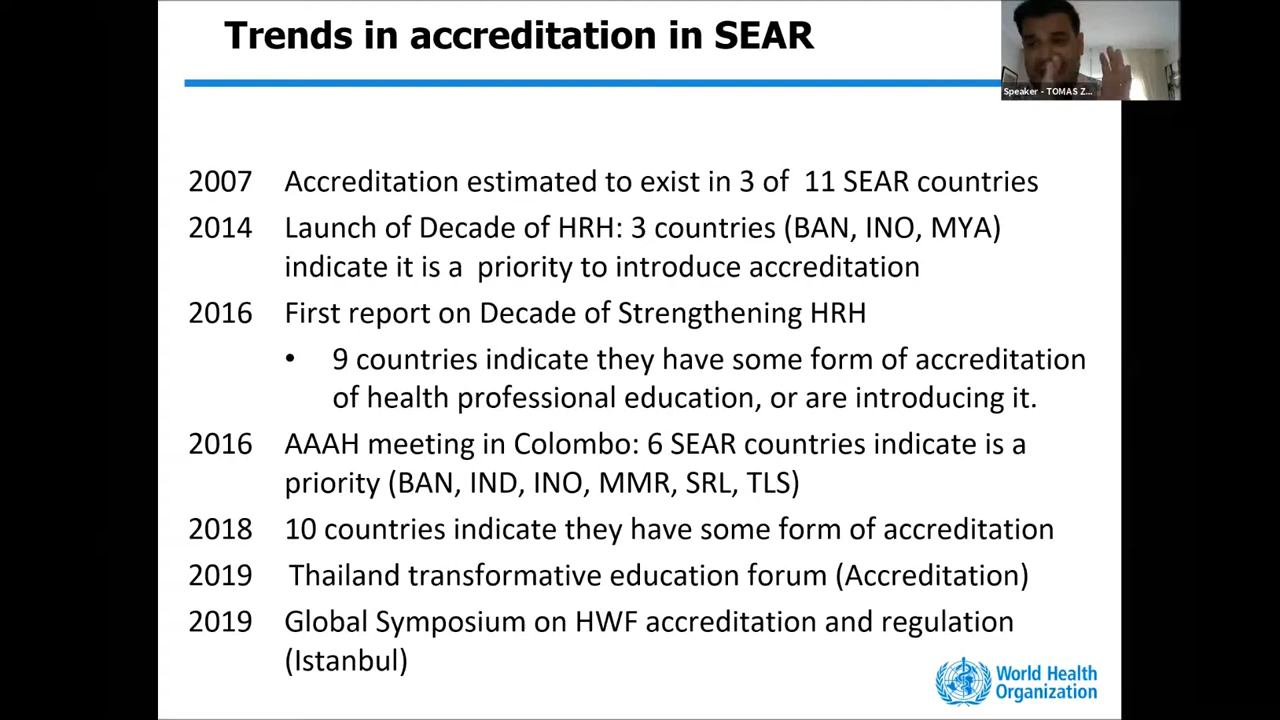 Trends in accreditation in SEAR
Speaker - TOMAS Z...
2007 Accreditation estimated to exist in 3 of 11 SEAR countries
2014 Launch of Decade of HRH: 3 countries (BAN, INO, MYA)
indicate it is a priority to introduce accreditation
2016 First report on Decade of Strengthening HRH
• 9 countries indicate they have some form of accreditation
of health professional education, or are introducing it.
2016 AAAH meeting in Colombo: 6 SEAR countries indicate is a
priority (BAN, IND, INO, MMR, SRL, TLS)
2018 10 countries indicate they have some form of accreditation
2019 Thailand transformative education forum (Accreditation)
2019 Global Symposium on HWF accreditation and regulation
(Istanbul)
World Health
Organization